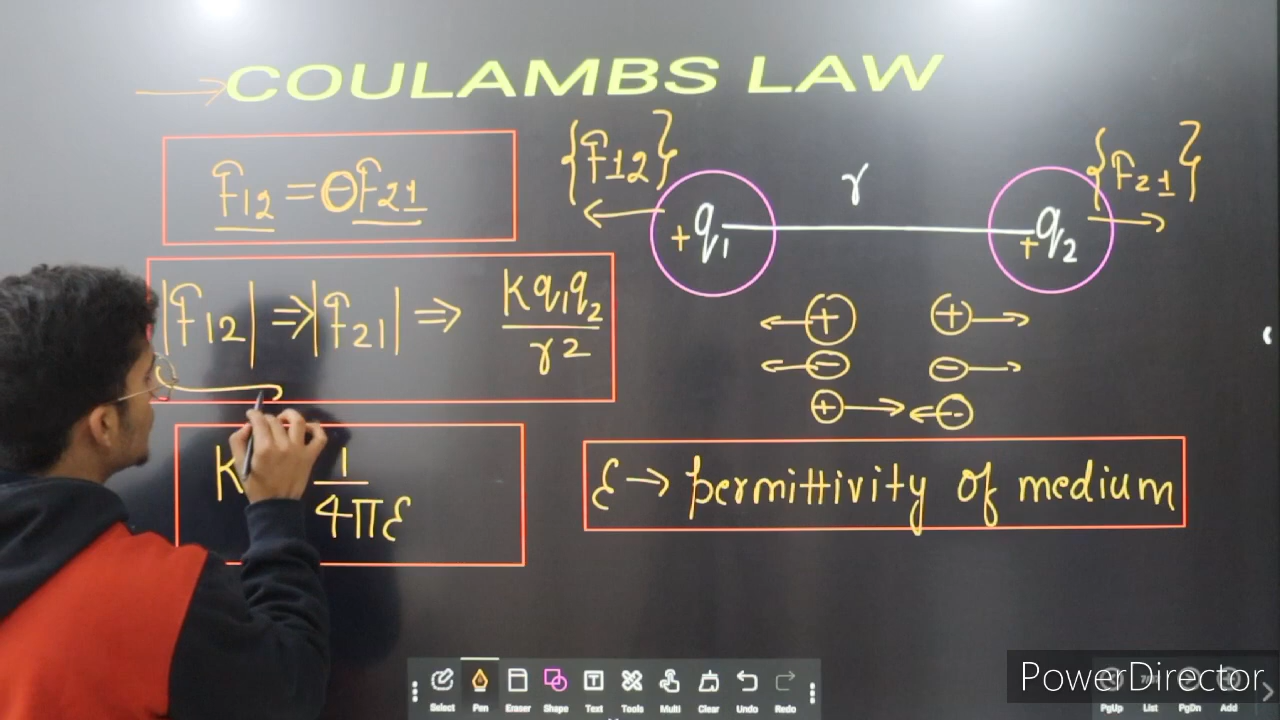 →COULAMBS LAW
F12 = ⊖F21
|F12| ⇒ |F21| ⇒ Kq1q2/r2
K 1/4πε
{F12} r {F21}
+q1 +q2
← + + →
← - - →
+ → ← -
ε → permittivity of medium
Select Pen Eraser Shape Text Tools Multi Clear Undo Redo
PowerDirector
PgUp List PgDn Add